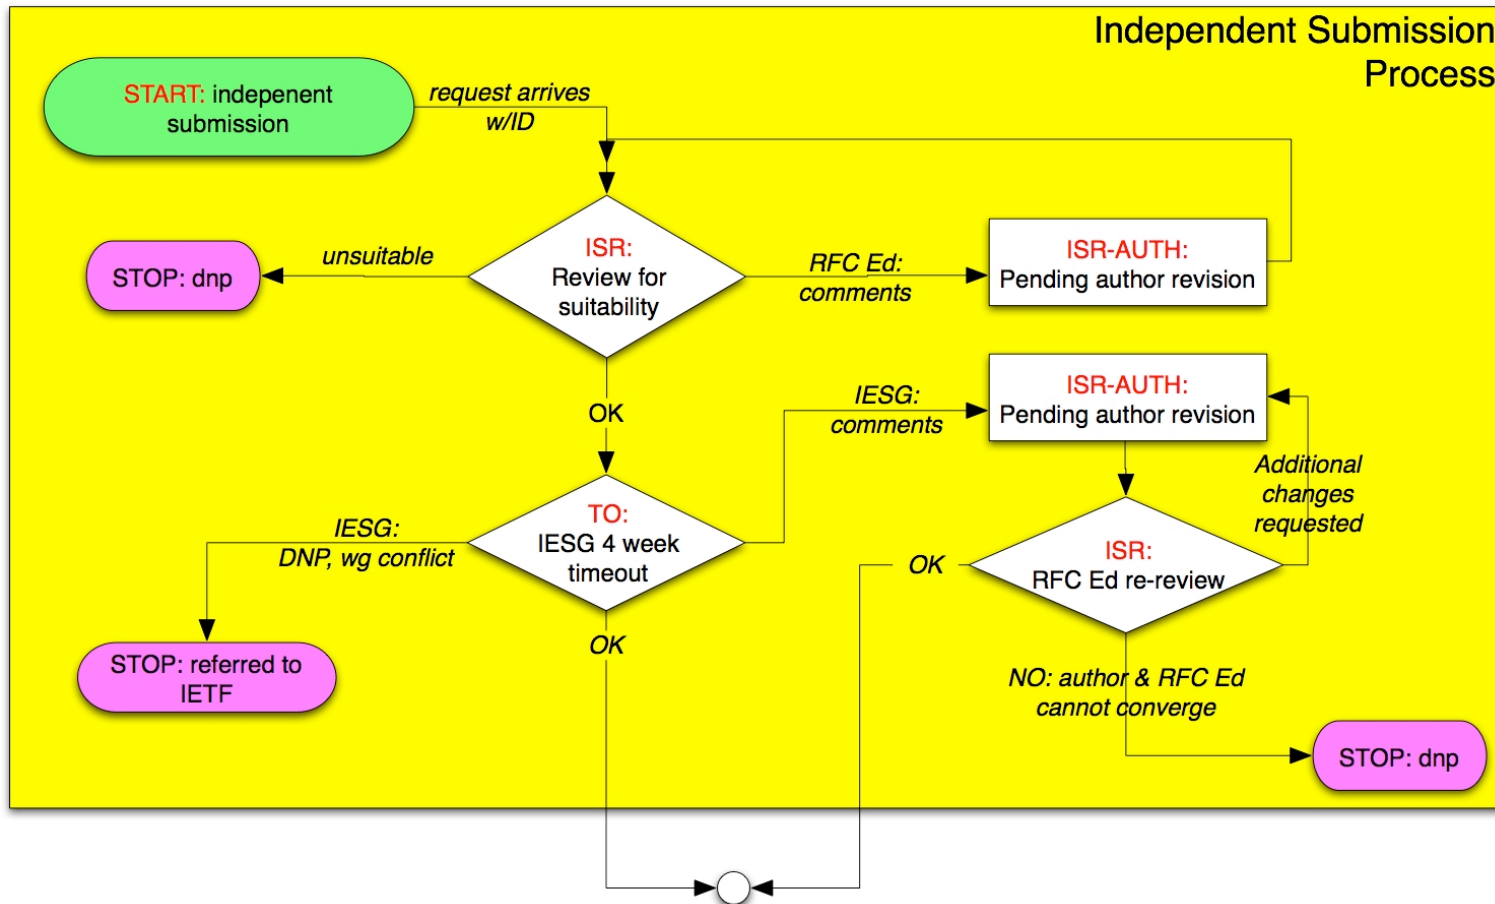 Independent Submission
Process
START: indepenent
submission
request arrives
w/ID
ISR:
Review for
suitability
unsuitable
STOP: dnp
RFC Ed:
comments
ISR-AUTH:
Pending author revision
OK
IESG:
comments
ISR-AUTH:
Pending author revision
Additional
changes
requested
TO:
IESG 4 week
timeout
IESG:
DNP, wg conflict
STOP: referred to
IETF
OK
ISR:
RFC Ed re-review
OK
NO: author & RFC Ed
cannot converge
STOP: dnp